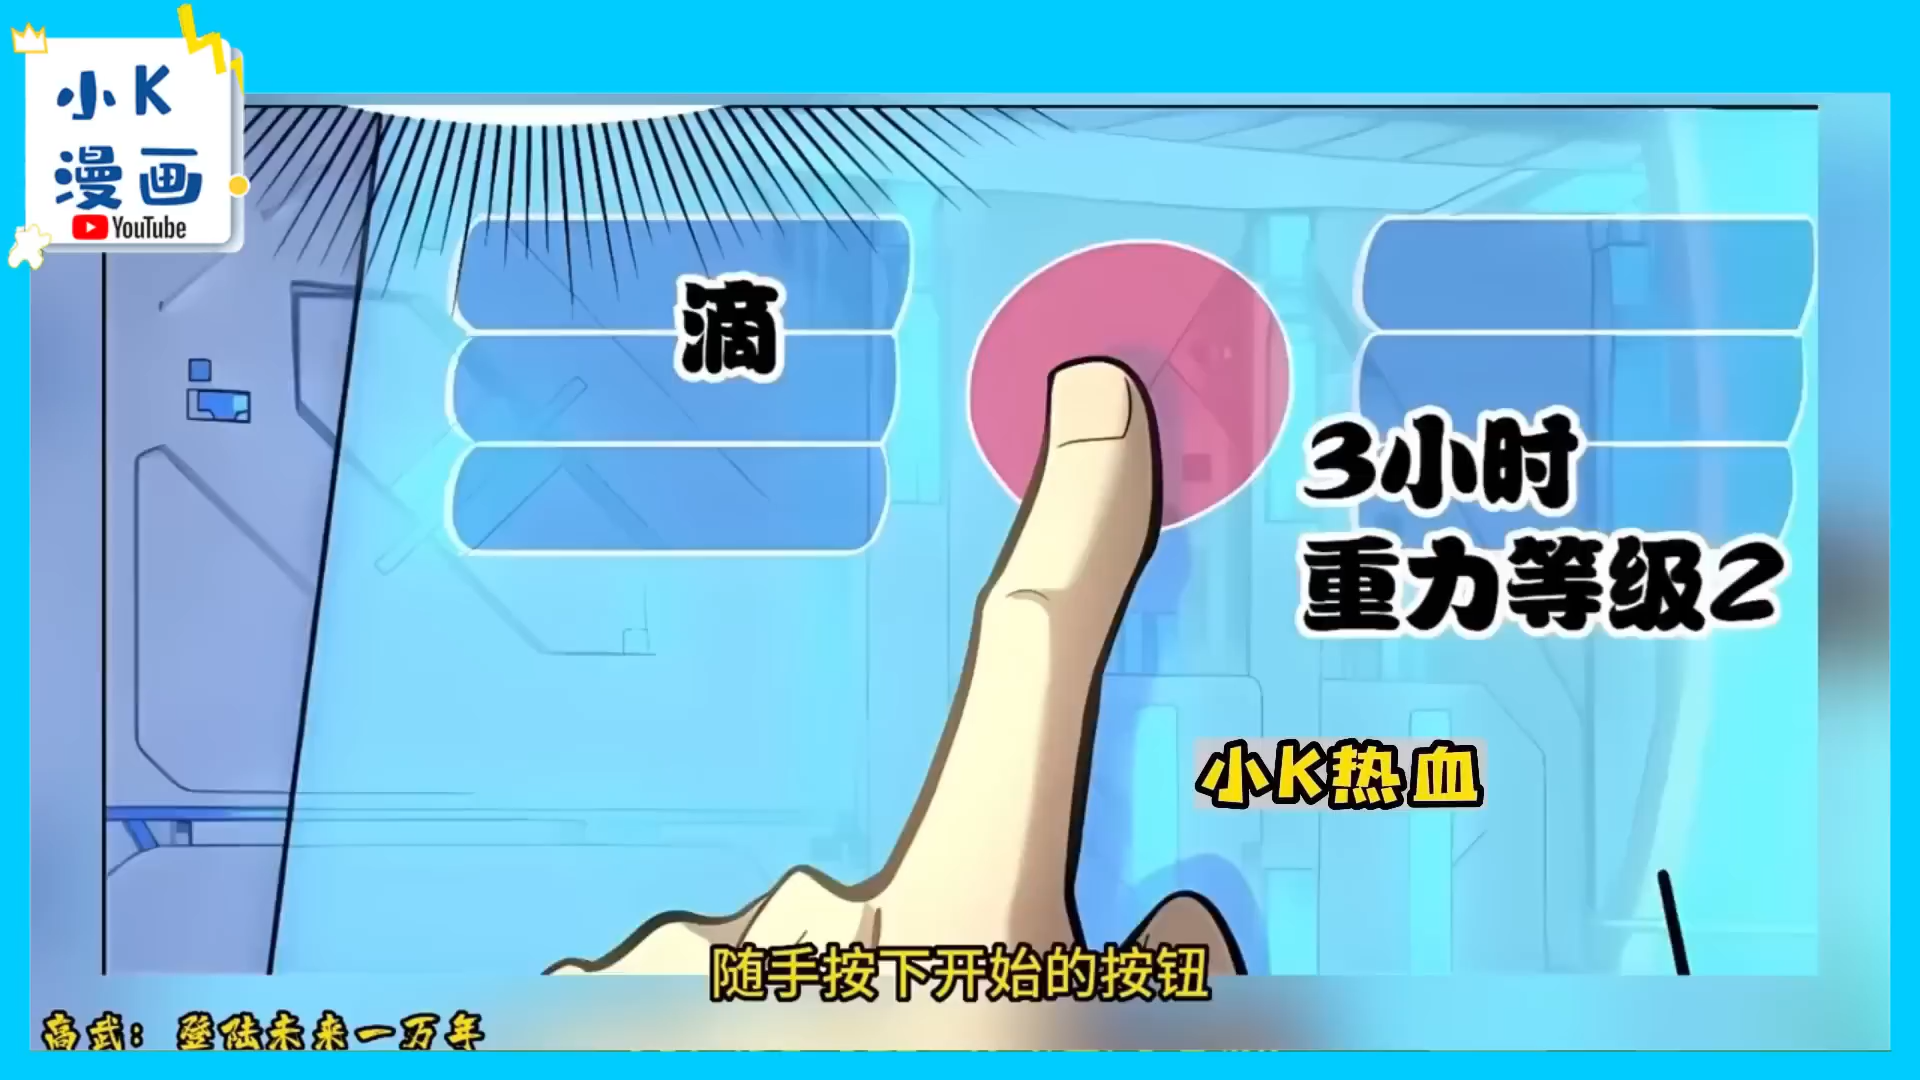 小K
漫画
YouTube
滴
3小时
重力等级2
小K热血
随手按下开始的按钮
高武：登陆未来一万年